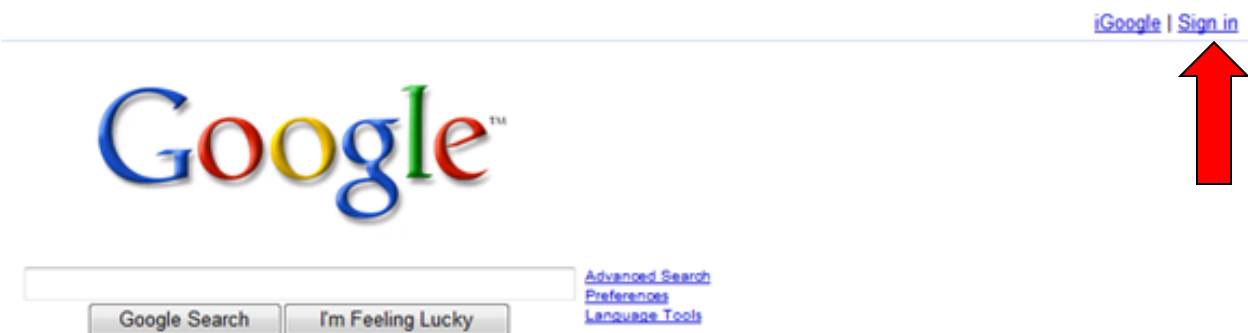 iGoogle | Sign in
Google™
Advanced Search
Preferences
Language Tools
Google Search
I'm Feeling Lucky